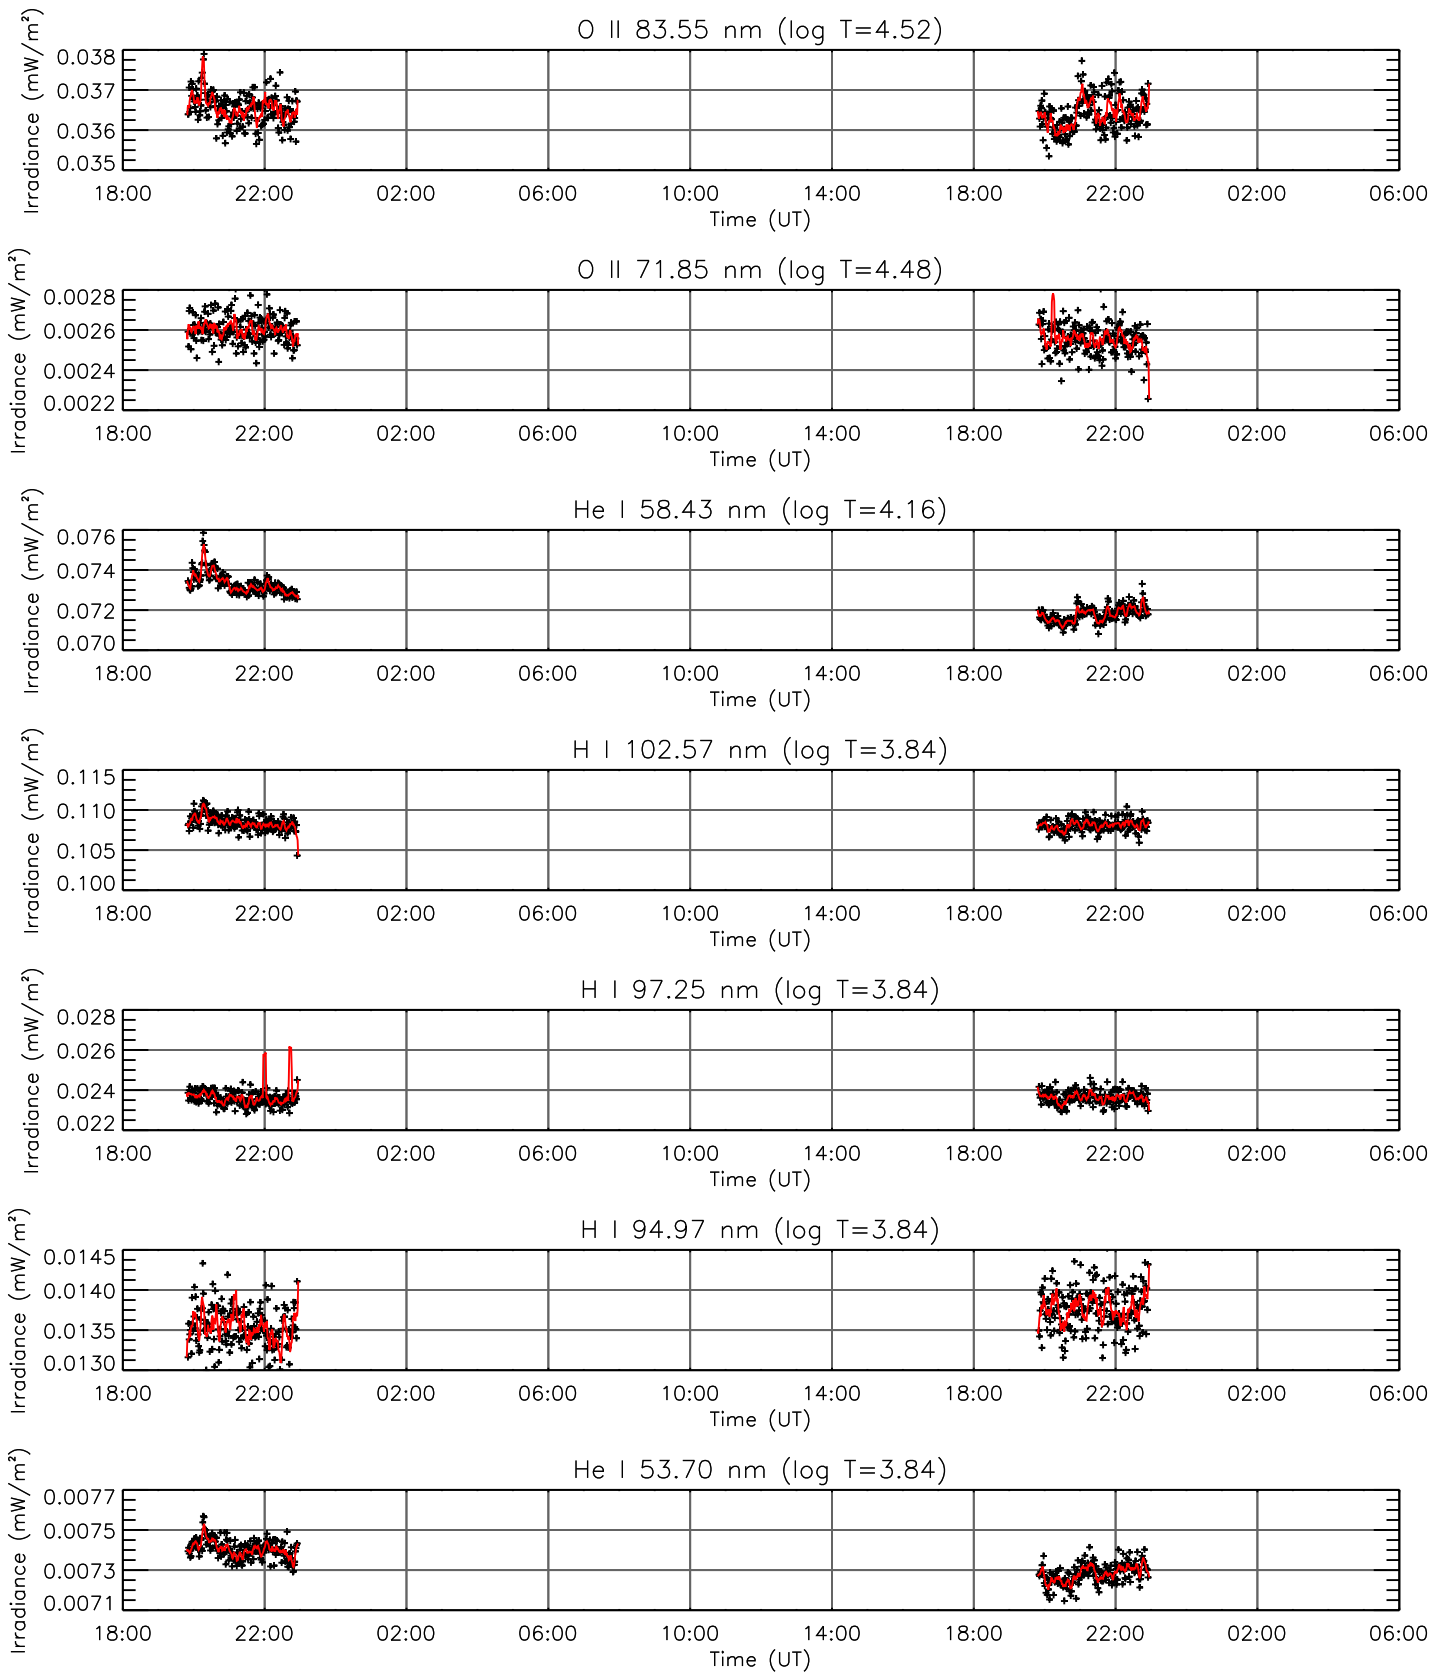 O II 83.55 nm (log T=4.52)
Irradiance (mW/m²)
0.038
0.037
0.036
0.035
18:00 22:00 02:00 06:00 10:00 14:00 18:00 22:00 02:00 06:00
Time (UT)
O II 71.85 nm (log T=4.48)
Irradiance (mW/m²)
0.0028
0.0026
0.0024
0.0022
18:00 22:00 02:00 06:00 10:00 14:00 18:00 22:00 02:00 06:00
Time (UT)
He I 58.43 nm (log T=4.16)
Irradiance (mW/m²)
0.076
0.074
0.072
0.070
18:00 22:00 02:00 06:00 10:00 14:00 18:00 22:00 02:00 06:00
Time (UT)
H I 102.57 nm (log T=3.84)
Irradiance (mW/m²)
0.115
0.110
0.105
0.100
18:00 22:00 02:00 06:00 10:00 14:00 18:00 22:00 02:00 06:00
Time (UT)
H I 97.25 nm (log T=3.84)
Irradiance (mW/m²)
0.028
0.026
0.024
0.022
18:00 22:00 02:00 06:00 10:00 14:00 18:00 22:00 02:00 06:00
Time (UT)
H I 94.97 nm (log T=3.84)
Irradiance (mW/m²)
0.0145
0.0140
0.0135
0.0130
18:00 22:00 02:00 06:00 10:00 14:00 18:00 22:00 02:00 06:00
Time (UT)
He I 53.70 nm (log T=3.84)
Irradiance (mW/m²)
0.0077
0.0075
0.0073
0.0071
18:00 22:00 02:00 06:00 10:00 14:00 18:00 22:00 02:00 06:00
Time (UT)